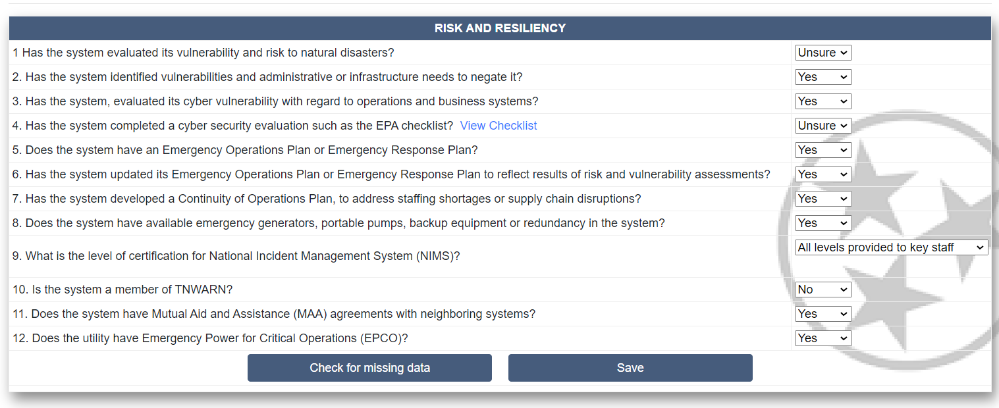 RISK AND RESILIENCY
1 Has the system evaluated its vulnerability and risk to natural disasters? Unsure
2. Has the system identified vulnerabilities and administrative or infrastructure needs to negate it? Yes
3. Has the system, evaluated its cyber vulnerability with regard to operations and business systems? Yes
4. Has the system completed a cyber security evaluation such as the EPA checklist? View Checklist Unsure
5. Does the system have an Emergency Operations Plan or Emergency Response Plan? Yes
6. Has the system updated its Emergency Operations Plan or Emergency Response Plan to reflect results of risk and vulnerability assessments? Yes
7. Has the system developed a Continuity of Operations Plan, to address staffing shortages or supply chain disruptions? Yes
8. Does the system have available emergency generators, portable pumps, backup equipment or redundancy in the system? Yes
9. What is the level of certification for National Incident Management System (NIMS)? All levels provided to key staff
10. Is the system a member of TNWARN? No
11. Does the system have Mutual Aid and Assistance (MAA) agreements with neighboring systems? Yes
12. Does the utility have Emergency Power for Critical Operations (EPCO)? Yes
Check for missing data Save